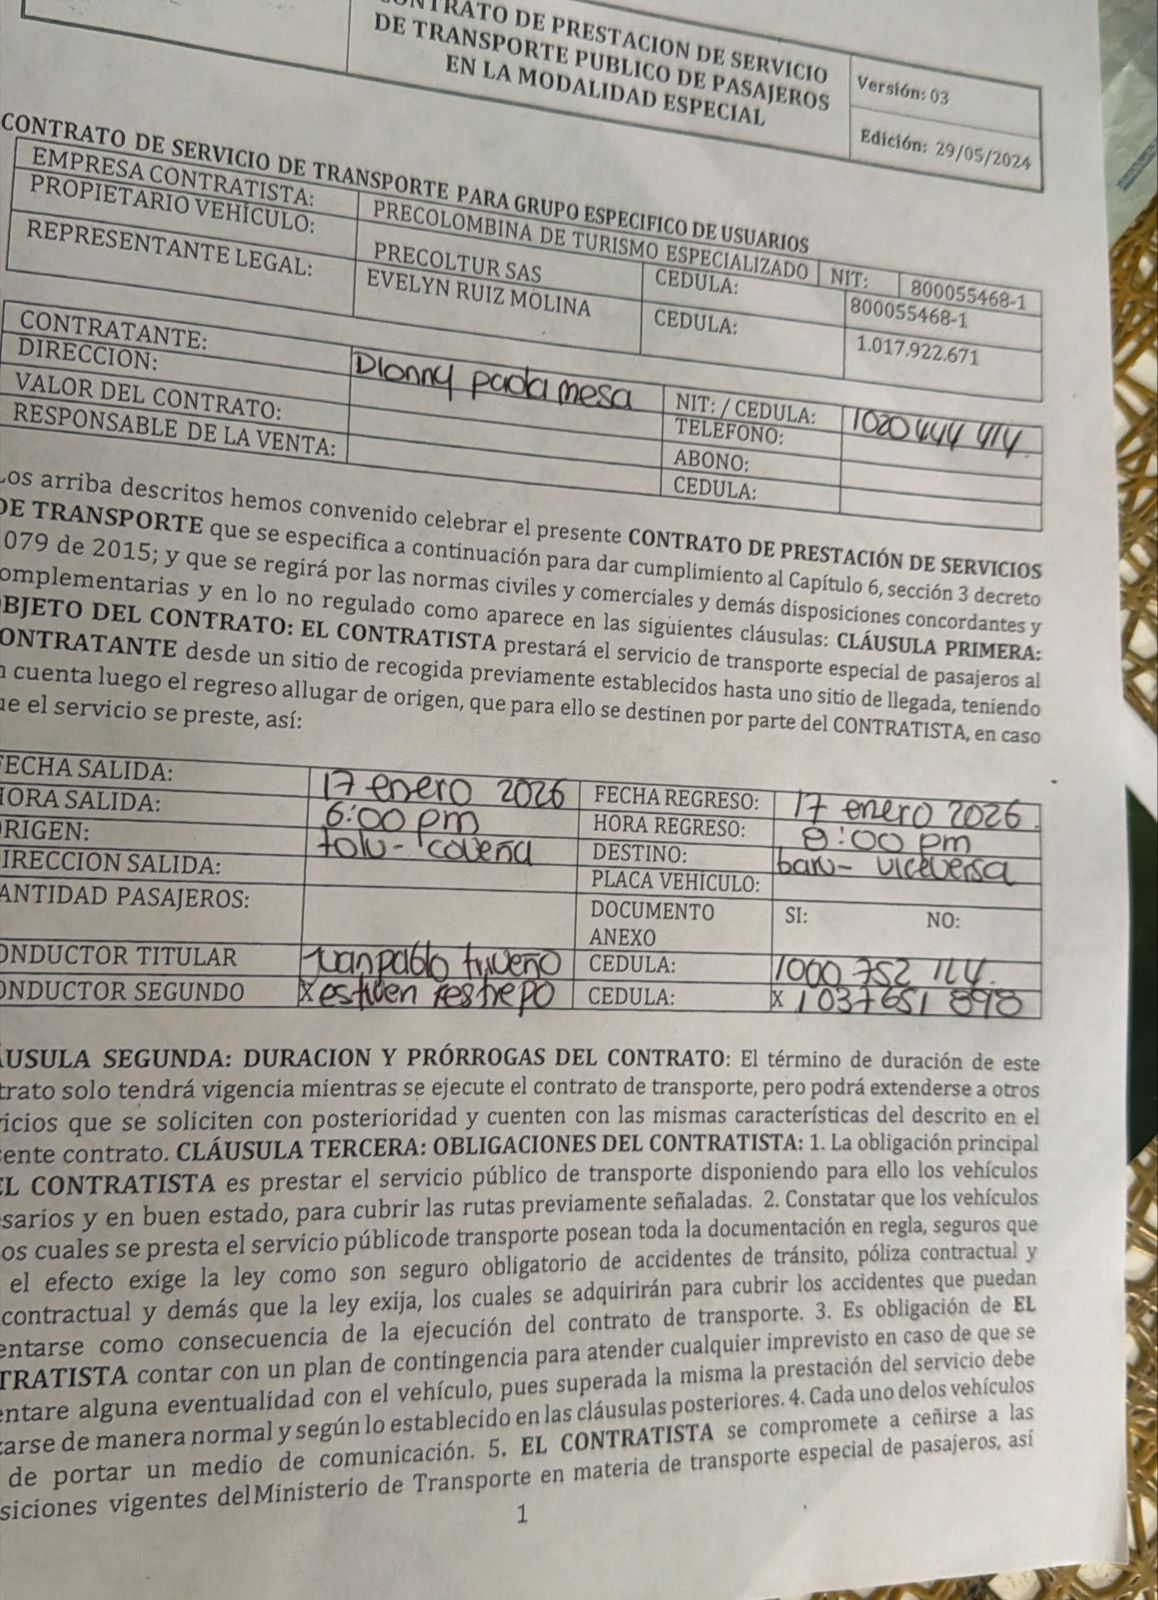 CONTRATO DE PRESTACION DE SERVICIO
DE TRANSPORTE PUBLICO DE PASAJEROS
EN LA MODALIDAD ESPECIAL
Versión: 03
Edición: 29/05/2024
CONTRATO DE SERVICIO DE TRANSPORTE PARA GRUPO ESPECIFICO DE USUARIOS
EMPRESA CONTRATISTA: PRECOLOMBINA DE TURISMO ESPECIALIZADO NIT: 800055468-1
PROPIETARIO VEHÍCULO: PRECOLTUR SAS CEDULA: 800055468-1
REPRESENTANTE LEGAL: EVELYN RUIZ MOLINA CEDULA: 1.017.922.671
CONTRATANTE: Dionny paola mesa NIT: / CEDULA: 1020444414
DIRECCION: TELEFONO:
VALOR DEL CONTRATO: ABONO:
RESPONSABLE DE LA VENTA: CEDULA:
Los arriba descritos hemos convenido celebrar el presente CONTRATO DE PRESTACIÓN DE SERVICIOS
DE TRANSPORTE que se especifica a continuación para dar cumplimiento al Capítulo 6, sección 3 decreto
079 de 2015; y que se regirá por las normas civiles y comerciales y demás disposiciones concordantes y
omplementarias y en lo no regulado como aparece en las siguientes cláusulas: CLÁUSULA PRIMERA:
BJETO DEL CONTRATO: EL CONTRATISTA prestará el servicio de transporte especial de pasajeros al
ONTRATANTE desde un sitio de recogida previamente establecidos hasta uno sitio de llegada, teniendo
n cuenta luego el regreso allugar de origen, que para ello se destinen por parte del CONTRATISTA, en caso
ue el servicio se preste, así:
FECHA SALIDA: 17 enero 2026 FECHA REGRESO: 17 enero 2026.
HORA SALIDA: 6:00 pm HORA REGRESO: 8:00 pm
ORIGEN: tolu- coveña DESTINO: baru- viceversa
DIRECCION SALIDA: PLACA VEHÍCULO:
CANTIDAD PASAJEROS: DOCUMENTO ANEXO SI: NO:
ONDUCTOR TITULAR Juan pablo triveño CEDULA: 1000 752 114.
ONDUCTOR SEGUNDO X estiven restrepo CEDULA: X 1037651 898
ÁUSULA SEGUNDA: DURACION Y PRÓRROGAS DEL CONTRATO: El término de duración de este
trato solo tendrá vigencia mientras se ejecute el contrato de transporte, pero podrá extenderse a otros
vicios que se soliciten con posterioridad y cuenten con las mismas características del descrito en el
sente contrato. CLÁUSULA TERCERA: OBLIGACIONES DEL CONTRATISTA: 1. La obligación principal
EL CONTRATISTA es prestar el servicio público de transporte disponiendo para ello los vehículos
sarios y en buen estado, para cubrir las rutas previamente señaladas. 2. Constatar que los vehículos
os cuales se presta el servicio públicode transporte posean toda la documentación en regla, seguros que
el efecto exige la ley como son seguro obligatorio de accidentes de tránsito, póliza contractual y
contractual y demás que la ley exija, los cuales se adquirirán para cubrir los accidentes que puedan
entarse como consecuencia de la ejecución del contrato de transporte. 3. Es obligación de EL
TRATISTA contar con un plan de contingencia para atender cualquier imprevisto en caso de que se
entare alguna eventualidad con el vehículo, pues superada la misma la prestación del servicio debe
zarse de manera normal y según lo establecido en las cláusulas posteriores. 4. Cada uno delos vehículos
de portar un medio de comunicación. 5. EL CONTRATISTA se compromete a ceñirse a las
siciones vigentes delMinisterio de Transporte en materia de transporte especial de pasajeros, así
1